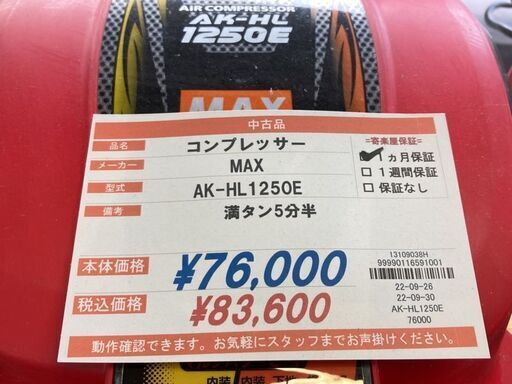 AIR COMPRESSOR
AK-HL
1250E
MAX
中古品
品名 コンプレッサー
メーカー MAX
型式 AK-HL1250E
備考 満タン5分半
=寄楽屋保証=
1ヵ月保証
1週間保証
保証なし
本体価格 ¥76,000
税込価格 ¥83,600
13109038H
99990116591001
22-09-26
22-09-30
AK-HL1250E
76000
動作確認できます。お気軽にスタッフまでお声掛けください。